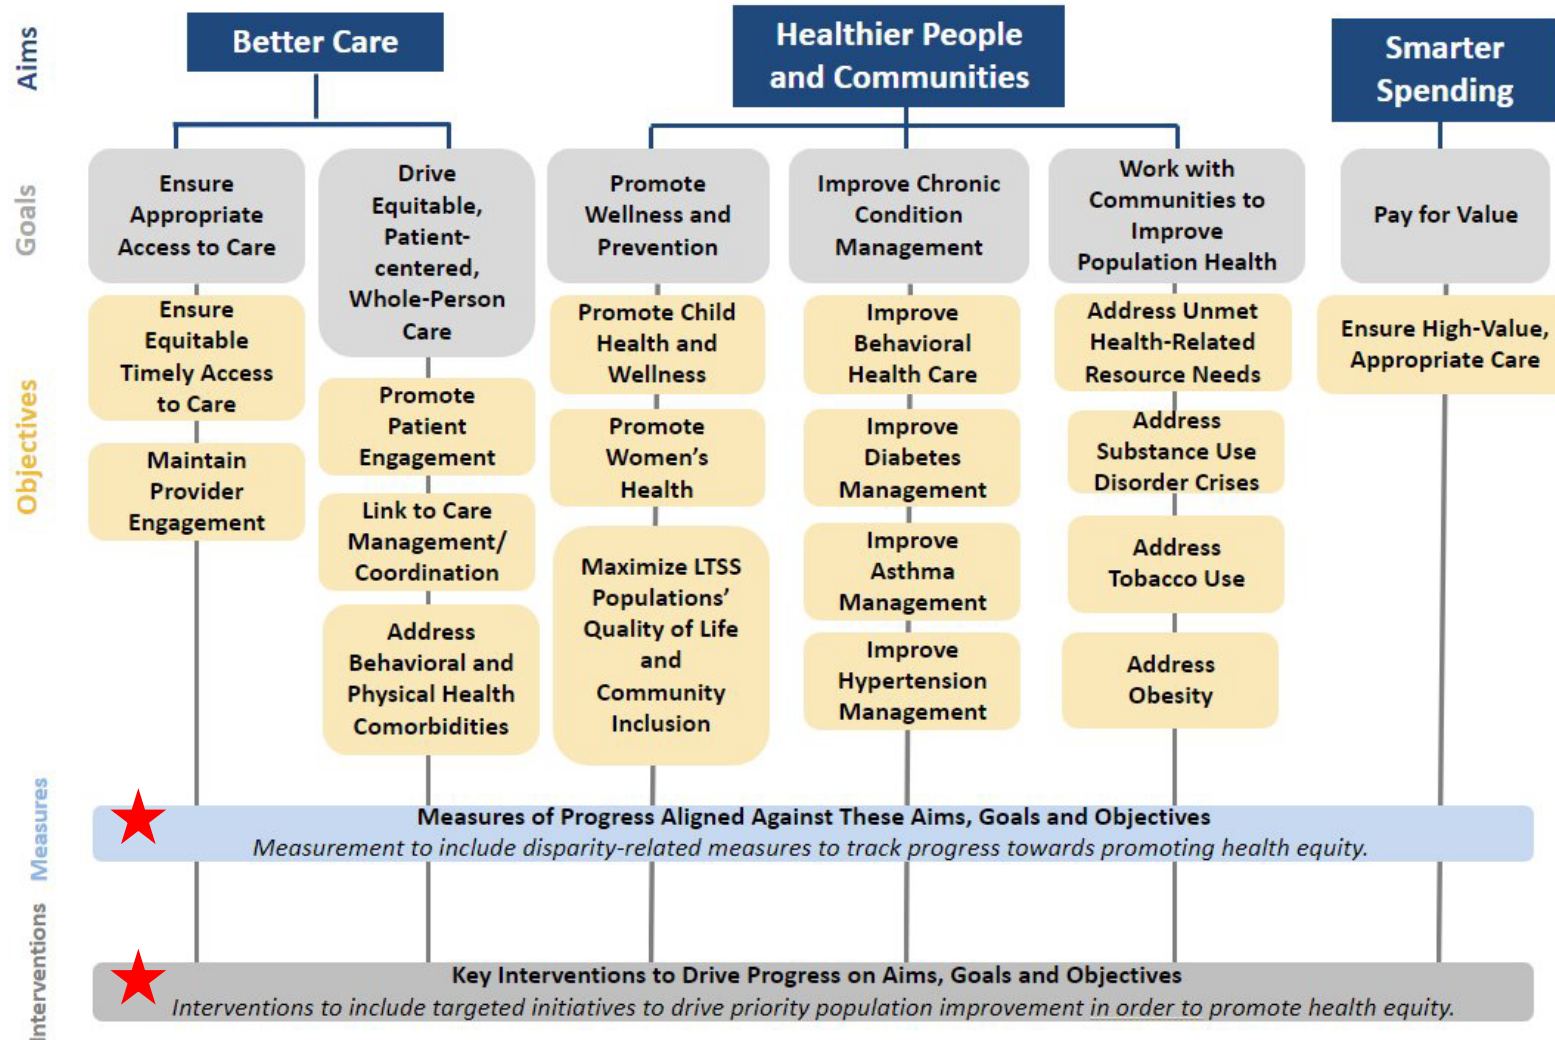 Aims
Better Care
Healthier People
and Communities
Smarter
Spending
Goals
Ensure
Appropriate
Access to Care
Drive
Equitable,
Patient-
centered,
Whole-Person
Care
Promote
Wellness and
Prevention
Improve Chronic
Condition
Management
Work with
Communities to
Improve
Population Health
Pay for Value
Objectives
Ensure
Equitable
Timely Access
to Care
Maintain
Provider
Engagement
Promote
Patient
Engagement
Link to Care
Management/
Coordination
Address
Behavioral and
Physical Health
Comorbidities
Promote Child
Health and
Wellness
Promote
Women’s
Health
Maximize LTSS
Populations’
Quality of Life
and
Community
Inclusion
Improve
Behavioral
Health Care
Improve
Diabetes
Management
Improve
Asthma
Management
Improve
Hypertension
Management
Address Unmet
Health-Related
Resource Needs
Address
Substance Use
Disorder Crises
Address
Tobacco Use
Address
Obesity
Ensure High-Value,
Appropriate Care
Measures
Measures of Progress Aligned Against These Aims, Goals and Objectives
Measurement to include disparity-related measures to track progress towards promoting health equity.
Interventions
Key Interventions to Drive Progress on Aims, Goals and Objectives
Interventions to include targeted initiatives to drive priority population improvement in order to promote health equity.